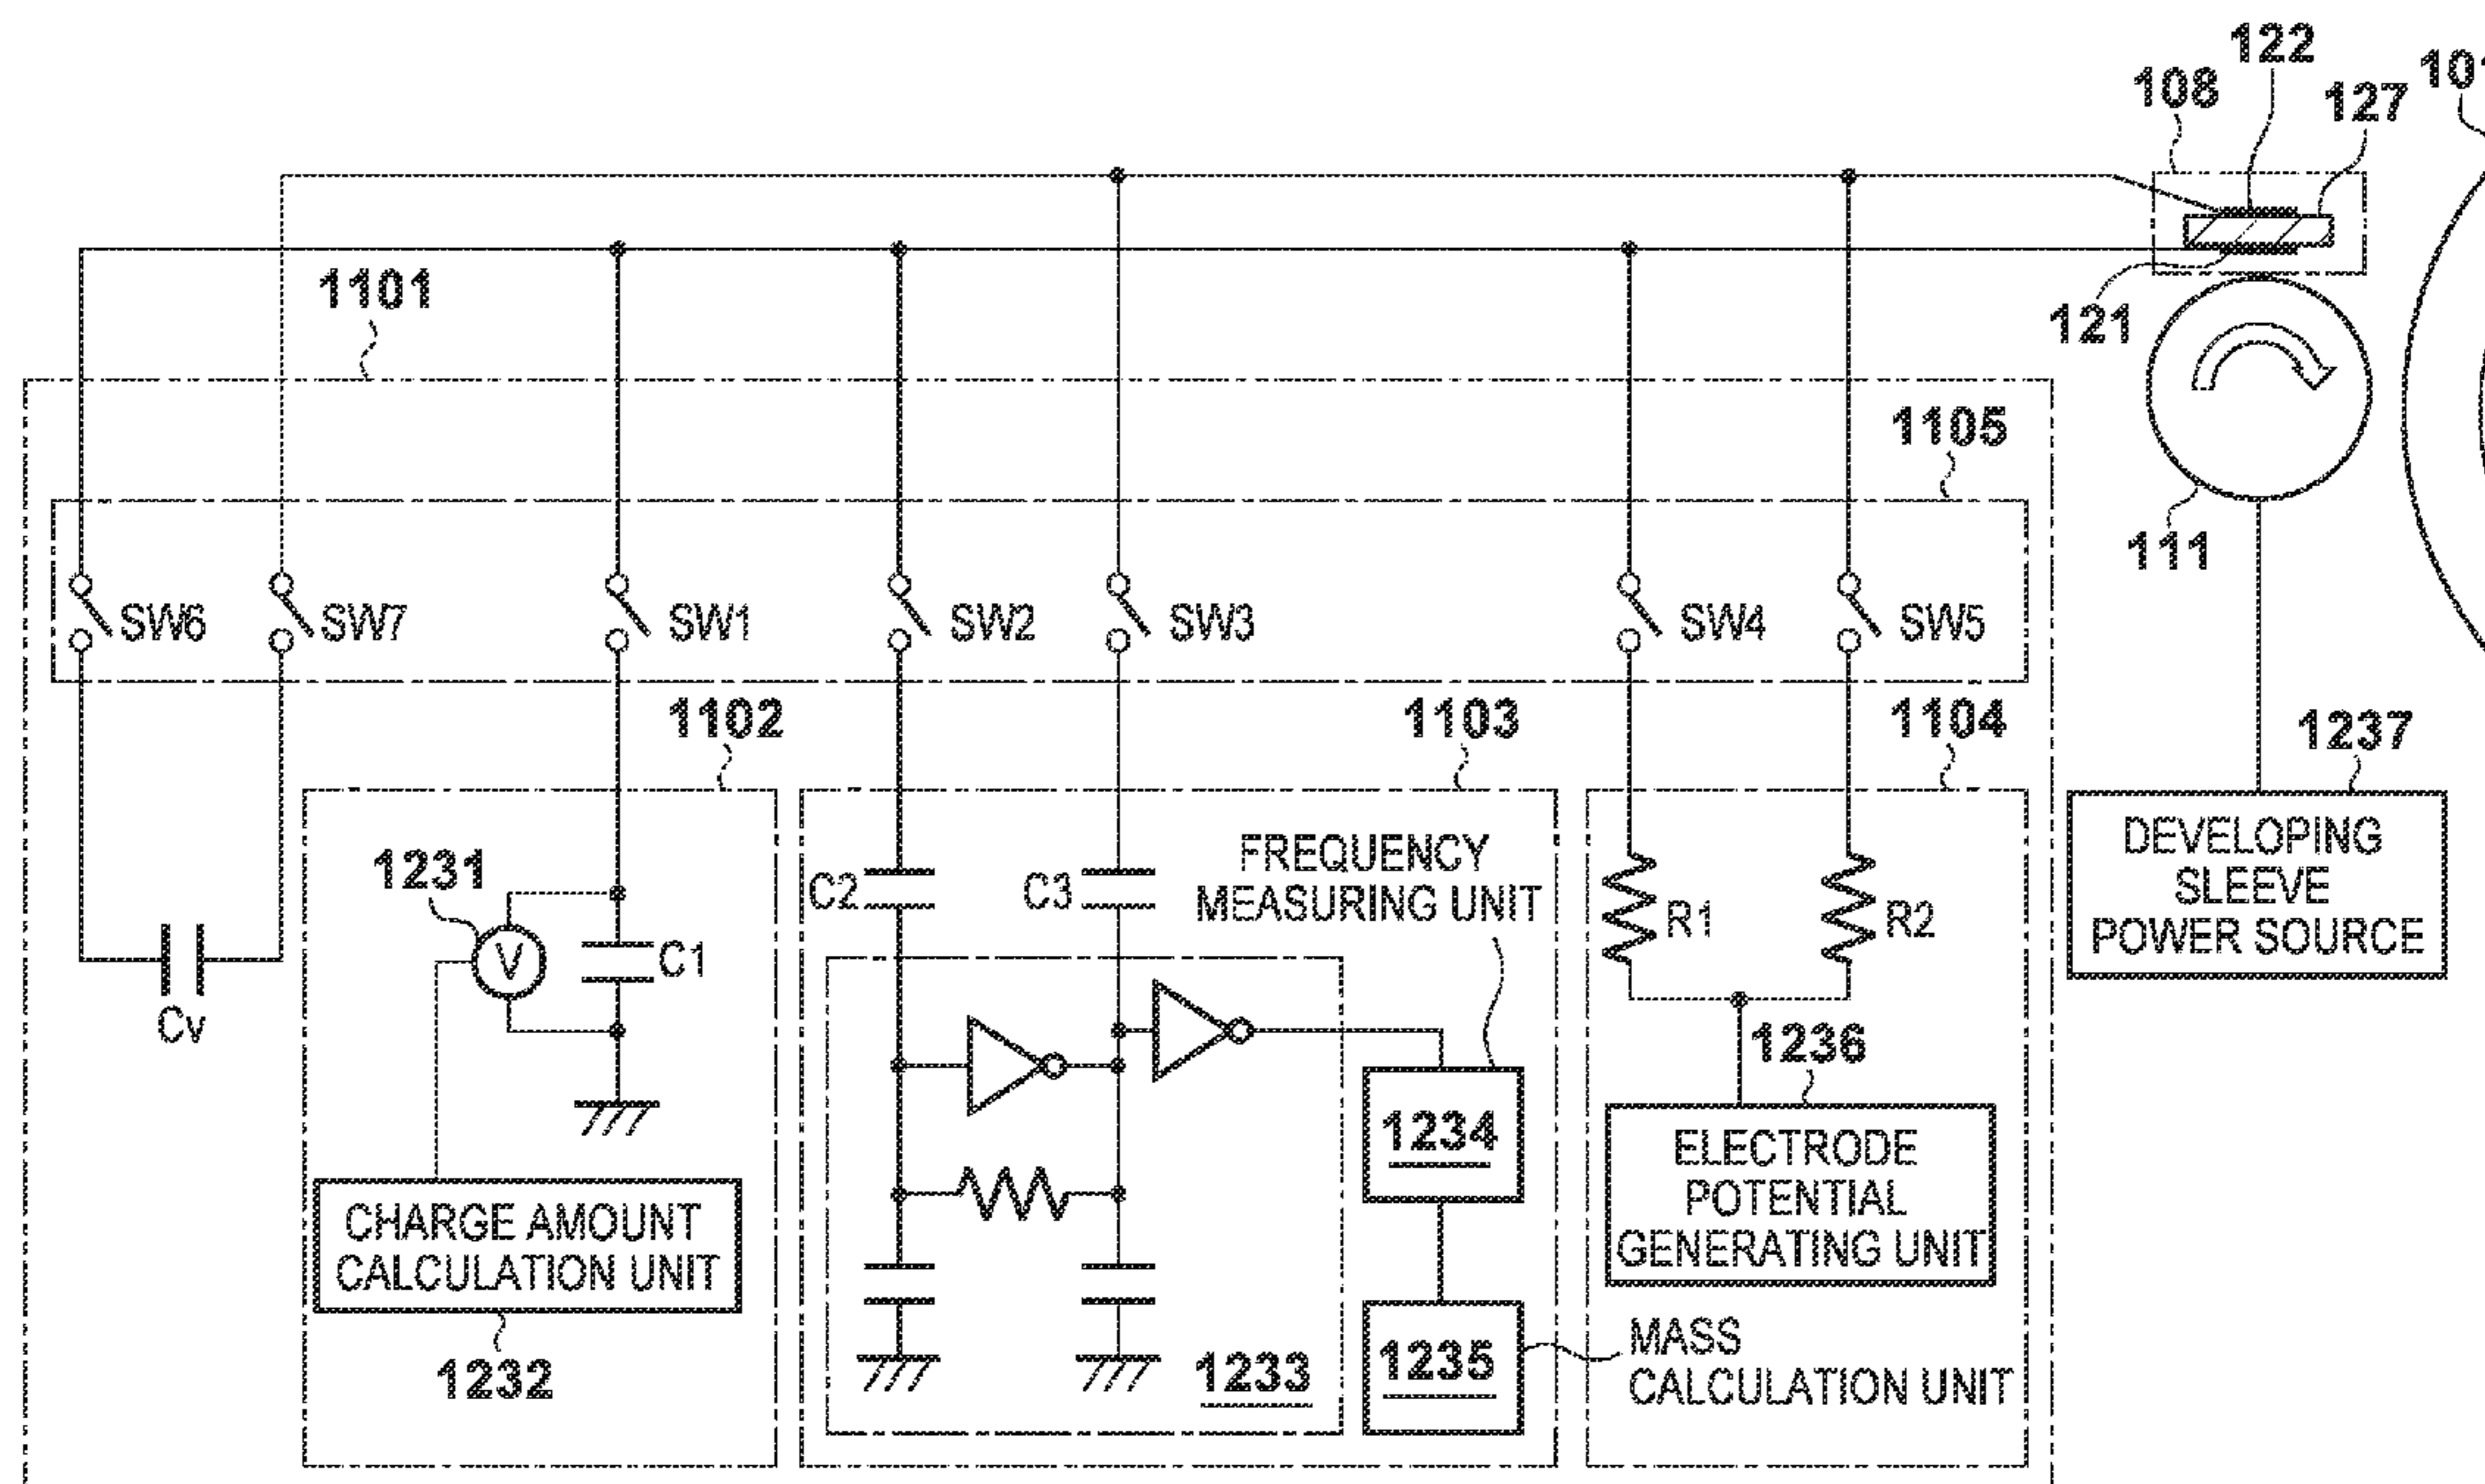 122
108
127
101
1101
121
1105
111
SW6
SW7
SW1
SW2
SW3
SW4
SW5
1102
1103
1104
1237
DEVELOPING
SLEEVE
POWER SOURCE
FREQUENCY
MEASURING UNIT
1231
V
C1
C2
C3
R1
R2
Cv
1236
ELECTRODE
POTENTIAL
GENERATING UNIT
1234
CHARGE AMOUNT
CALCULATION UNIT
1232
1233
1235
MASS
CALCULATION UNIT